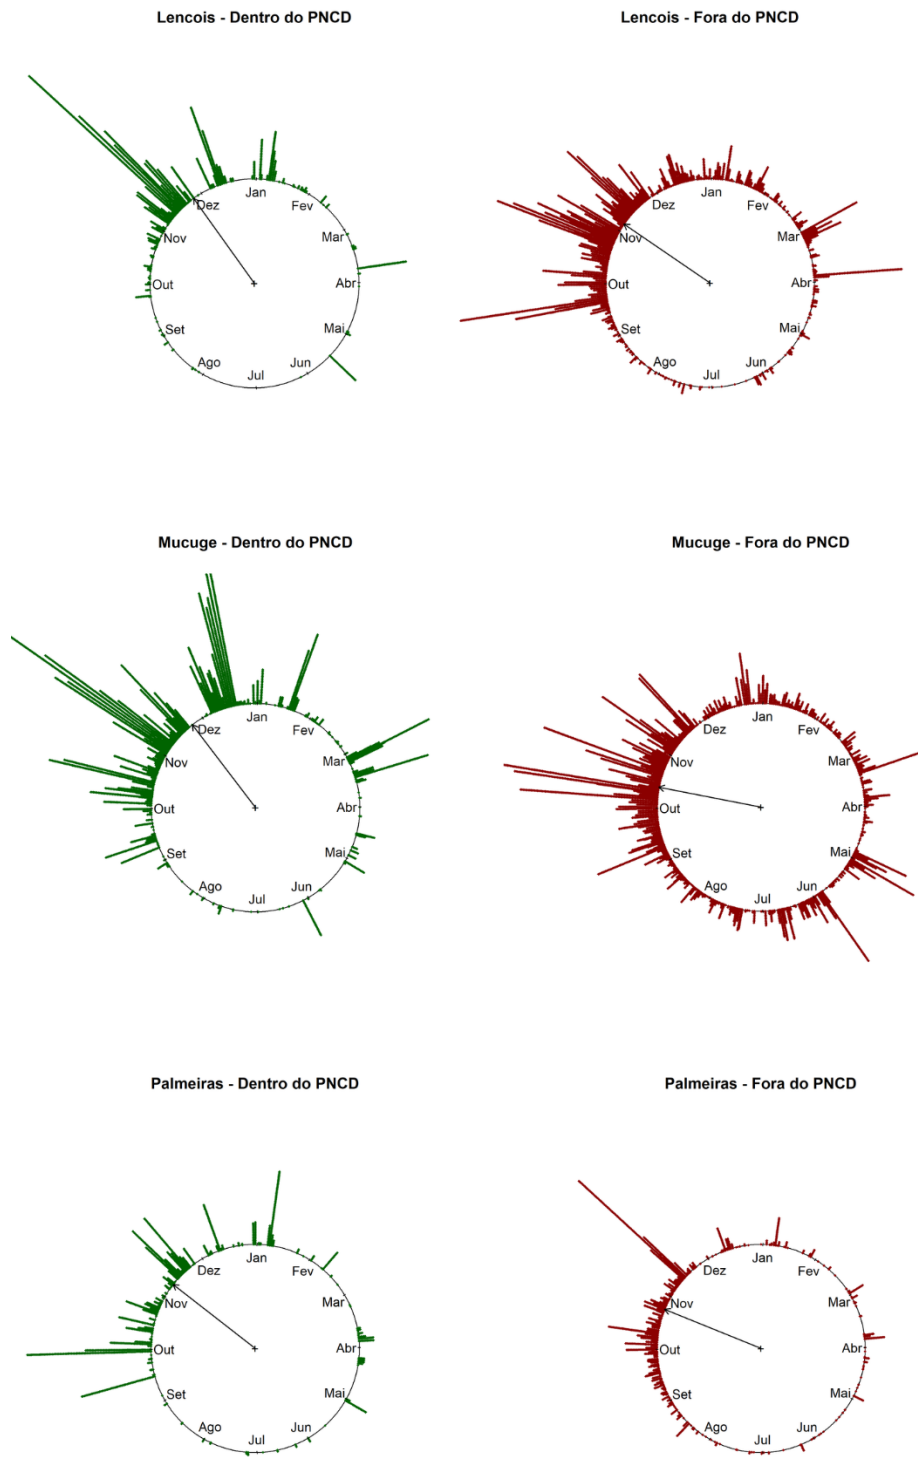 Lencois - Dentro do PNCD
Jan
Fev
Mar
Abr
Mai
Jun
Jul
Ago
Set
Out
Nov
Dez
Lencois - Fora do PNCD
Jan
Fev
Mar
Abr
Mai
Jun
Jul
Ago
Set
Out
Nov
Dez
Mucuge - Dentro do PNCD
Jan
Fev
Mar
Abr
Mai
Jun
Jul
Ago
Set
Out
Nov
Dez
Mucuge - Fora do PNCD
Jan
Fev
Mar
Abr
Mai
Jun
Jul
Ago
Set
Out
Nov
Dez
Palmeiras - Dentro do PNCD
Jan
Fev
Mar
Abr
Mai
Jun
Jul
Ago
Set
Out
Nov
Dez
Palmeiras - Fora do PNCD
Jan
Fev
Mar
Abr
Mai
Jun
Jul
Ago
Set
Out
Nov
Dez